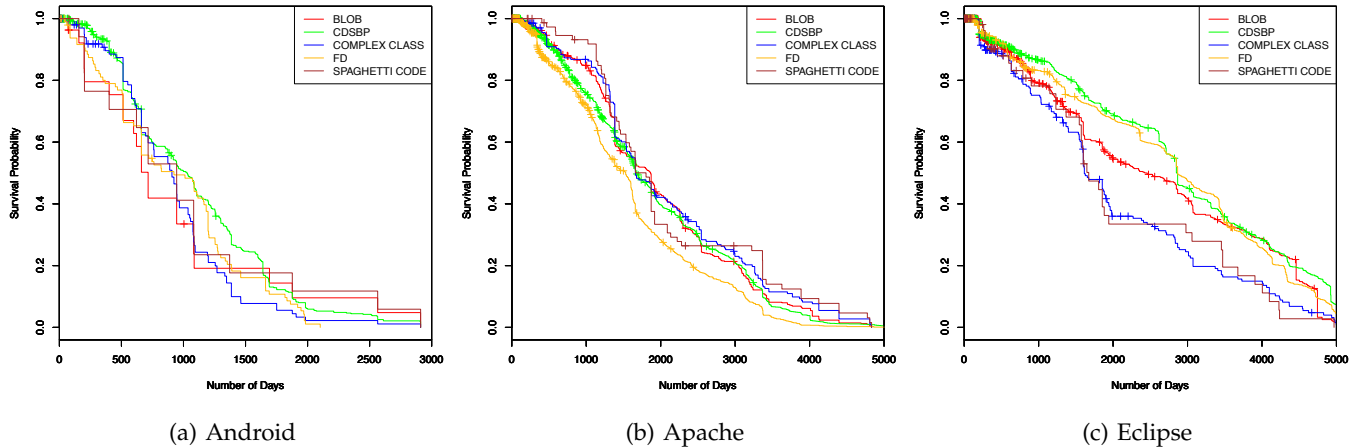 BLOB
CDSBP
COMPLEX CLASS
FD
SPAGHETTI CODE
Survival Probability
1.0
0.8
0.6
0.4
0.2
0.0
0 500 1000 1500 2000 2500 3000
Number of Days
(a) Android
BLOB
CDSBP
COMPLEX CLASS
FD
SPAGHETTI CODE
Survival Probability
1.0
0.8
0.6
0.4
0.2
0.0
0 1000 2000 3000 4000 5000
Number of Days
(b) Apache
BLOB
CDSBP
COMPLEX CLASS
FD
SPAGHETTI CODE
Survival Probability
1.0
0.8
0.6
0.4
0.2
0.0
0 1000 2000 3000 4000 5000
Number of Days
(c) Eclipse